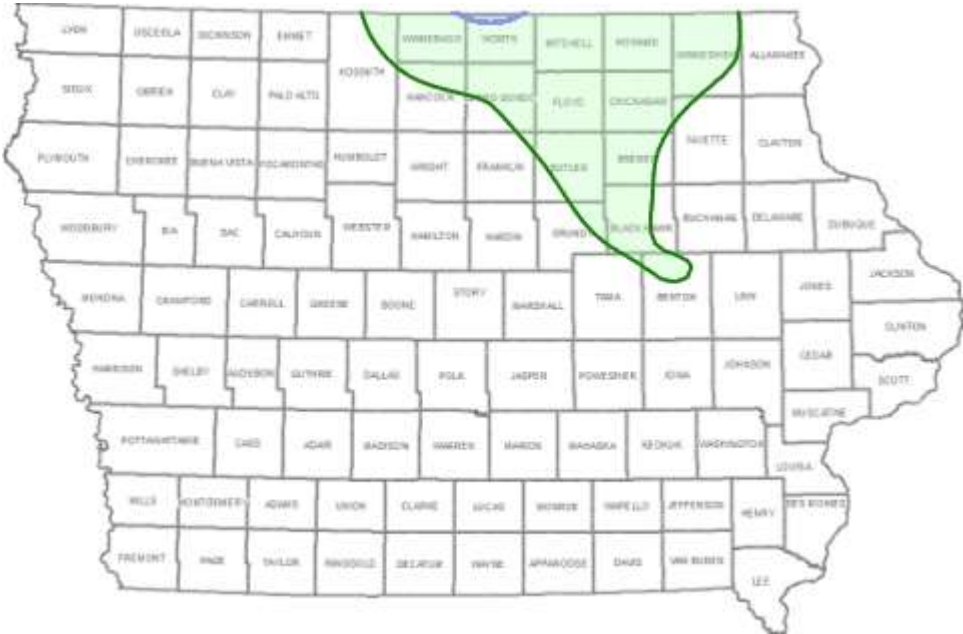 LYON OSCEOLA DICKINSON EMMET WINNEBAGO WORTH MITCHELL HOWARD WINNESHIEK ALLAMAKEE
KOSSUTH
SIOUX OBRIEN CLAY PALO ALTO HANCOCK CERRO GORDO FLOYD CHICKASAW
PLYMOUTH CHEROKEE BUENA VISTA POCAHONTAS HUMBOLDT WRIGHT FRANKLIN BUTLER BREMER FAYETTE CLAYTON
WOODBURY IDA SAC CALHOUN WEBSTER HAMILTON HARDIN GRUNDY BLACK HAWK BUCHANAN DELAWARE DUBUQUE
MONONA CRAWFORD CARROLL GREENE BOONE STORY MARSHALL TAMA BENTON LINN JONES JACKSON
CLINTON
HARRISON SHELBY AUDUBON GUTHRIE DALLAS POLK JASPER POWESHIEK IOWA JOHNSON CEDAR SCOTT
MUSCATINE
POTTAWATTAMIE CASS ADAIR MADISON WARREN MARION MAHASKA KEOKUK WASHINGTON LOUISA
MILLS MONTGOMERY ADAMS UNION CLARKE LUCAS MONROE WAPELLO JEFFERSON HENRY DES MOINES
FREMONT PAGE TAYLOR RINGGOLD DECATUR WAYNE APPANOOSE DAVIS VAN BUREN LEE